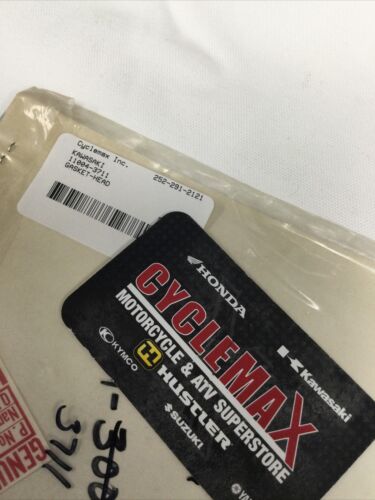 Cyclemax Inc.
252-291-2121
KAWASAKI
11004-3711
GASKET-HEAD
HONDA
Kawasaki
CYCLEMAX
MOTORCYCLE & ATV SUPERSTORE
KYMCO
HUSTLER
SUZUKI
GENU
P.N
3711